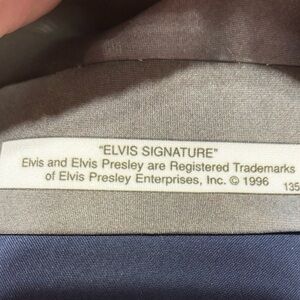 "ELVIS SIGNATURE"
Elvis and Elvis Presley are Registered Trademarks
of Elvis Presley Enterprises, Inc. © 1996
135